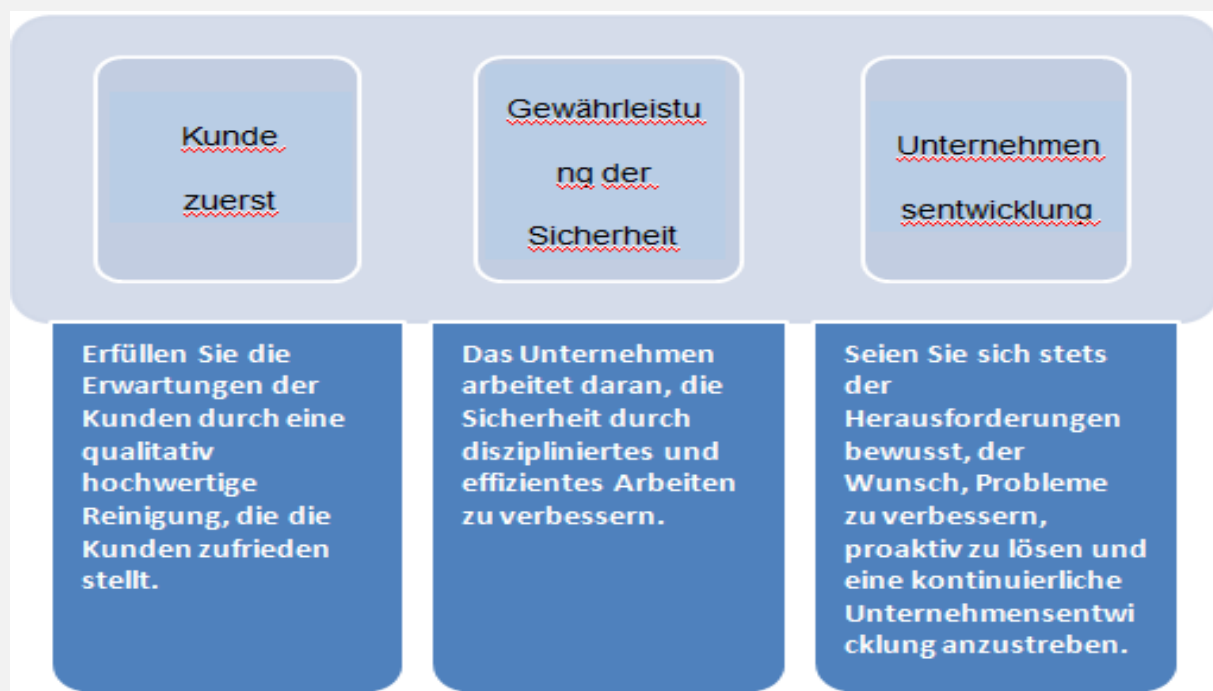 Kunde
zuerst
Gewährleistu
ng der
Sicherheit
Unternehmen
sentwicklung
Erfüllen Sie die
Erwartungen der
Kunden durch eine
qualitativ
hochwertige
Reinigung, die die
Kunden zufrieden
stellt.
Das Unternehmen
arbeitet daran, die
Sicherheit durch
diszipliniertes und
effizientes Arbeiten
zu verbessern.
Seien Sie sich stets
der
Herausforderungen
bewusst, der
Wunsch, Probleme
zu verbessern,
proaktiv zu lösen und
eine kontinuierliche
Unternehmensentwi
cklung anzustreben.